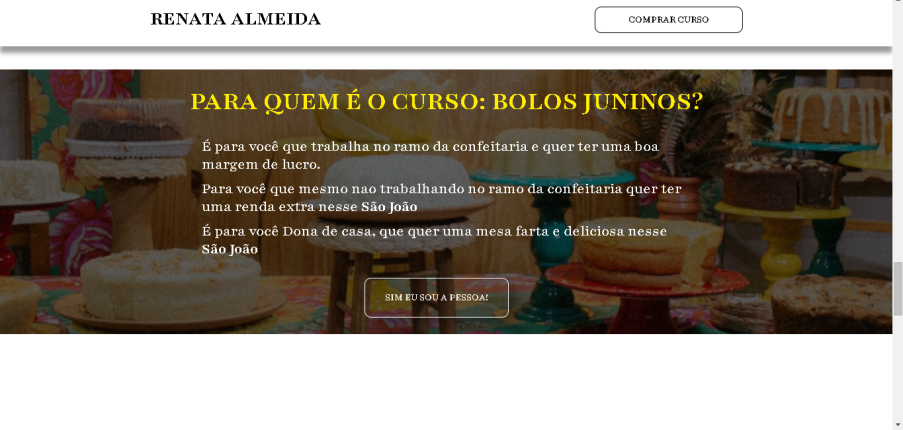 RENATA ALMEIDA
COMPRAR CURSO
PARA QUEM É O CURSO: BOLOS JUNINOS?
É para você que trabalha no ramo da confeitaria e quer ter uma boa
margem de lucro.
Para você que mesmo nao trabalhando no ramo da confeitaria quer ter
uma renda extra nesse São João
É para você Dona de casa, que quer uma mesa farta e deliciosa nesse
São João
SIM EU SOU A PESSOA!